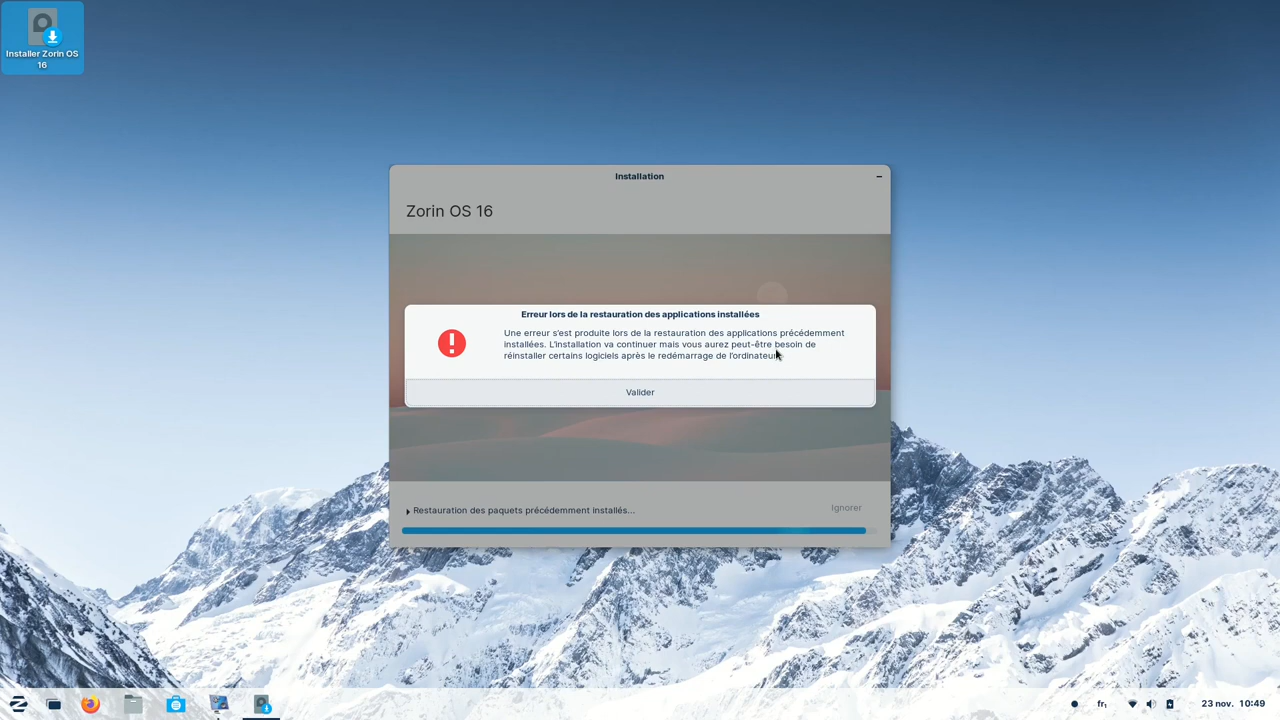 Installer Zorin OS
16
Installation
Zorin OS 16
Erreur lors de la restauration des applications installées
Une erreur s'est produite lors de la restauration des applications précédemment
installées. L'installation va continuer mais vous aurez peut-être besoin de
réinstaller certains logiciels après le redémarrage de l'ordinateur.
Valider
Restauration des paquets précédemment installés...
Ignorer
fr₁
23 nov. 10:49